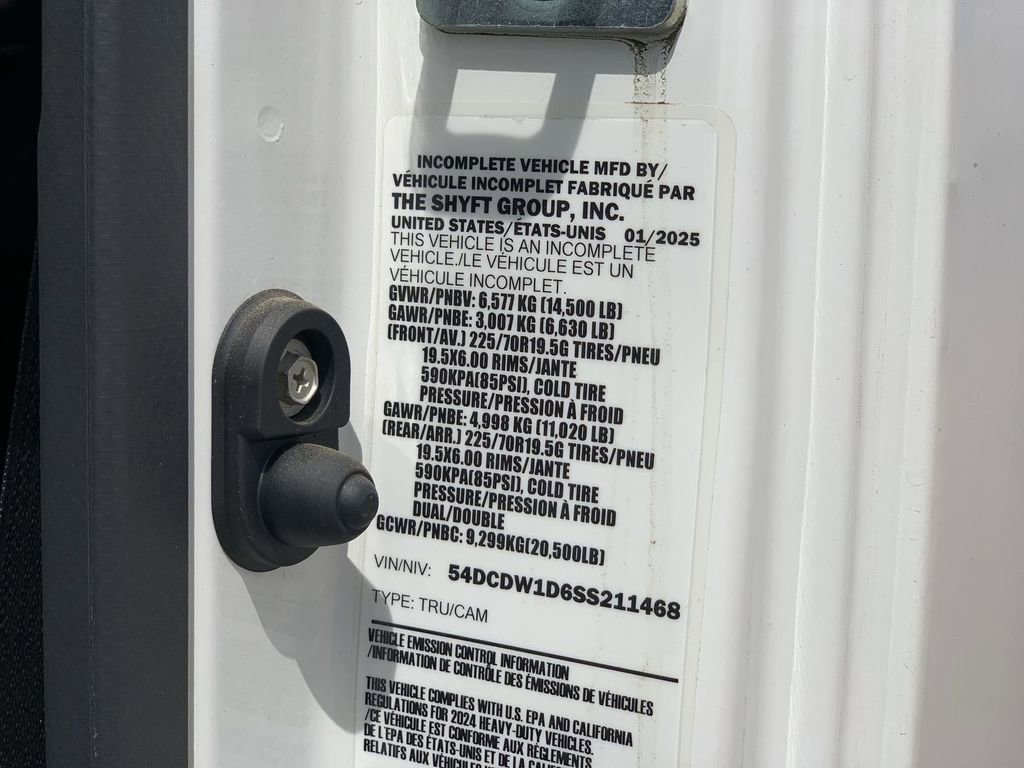 INCOMPLETE VEHICLE MFD BY/
VÉHICULE INCOMPLET FABRIQUÉ PAR
THE SHYFT GROUP, INC.
UNITED STATES/ÉTATS-UNIS 01/2025
THIS VEHICLE IS AN INCOMPLETE
VEHICLE./LE VÉHICULE EST UN
VÉHICULE INCOMPLET.
GVWR/PNBV: 6,577 KG (14,500 LB)
GAWR/PNBE: 3,007 KG (6,630 LB)
(FRONT/AV.) 225/70R19.5G TIRES/PNEU
19.5X6.00 RIMS/JANTE
590KPA(85PSI), COLD TIRE
PRESSURE/PRESSION À FROID
GAWR/PNBE: 4,998 KG (11,020 LB)
(REAR/ARR.) 225/70R19.5G TIRES/PNEU
19.5X6.00 RIMS/JANTE
590KPA(85PSI), COLD TIRE
PRESSURE/PRESSION À FROID
DUAL/DOUBLE
GCWR/PNBC: 9,299KG(20,500LB)
VIN/NIV: 54DCDW1D6SS211468
TYPE: TRU/CAM
VEHICLE EMISSION CONTROL INFORMATION
/INFORMATION DE CONTRÔLE DES ÉMISSIONS DE VÉHICULES
THIS VEHICLE COMPLIES WITH U.S. EPA AND CALIFORNIA
REGULATIONS FOR 2024 HEAVY-DUTY VEHICLES.
/CE VÉHICULE EST CONFORME AUX RÈGLEMENTS
DE L'EPA DES ÉTATS-UNIS ET DE LA
RELATIFS AUX VÉHICULES